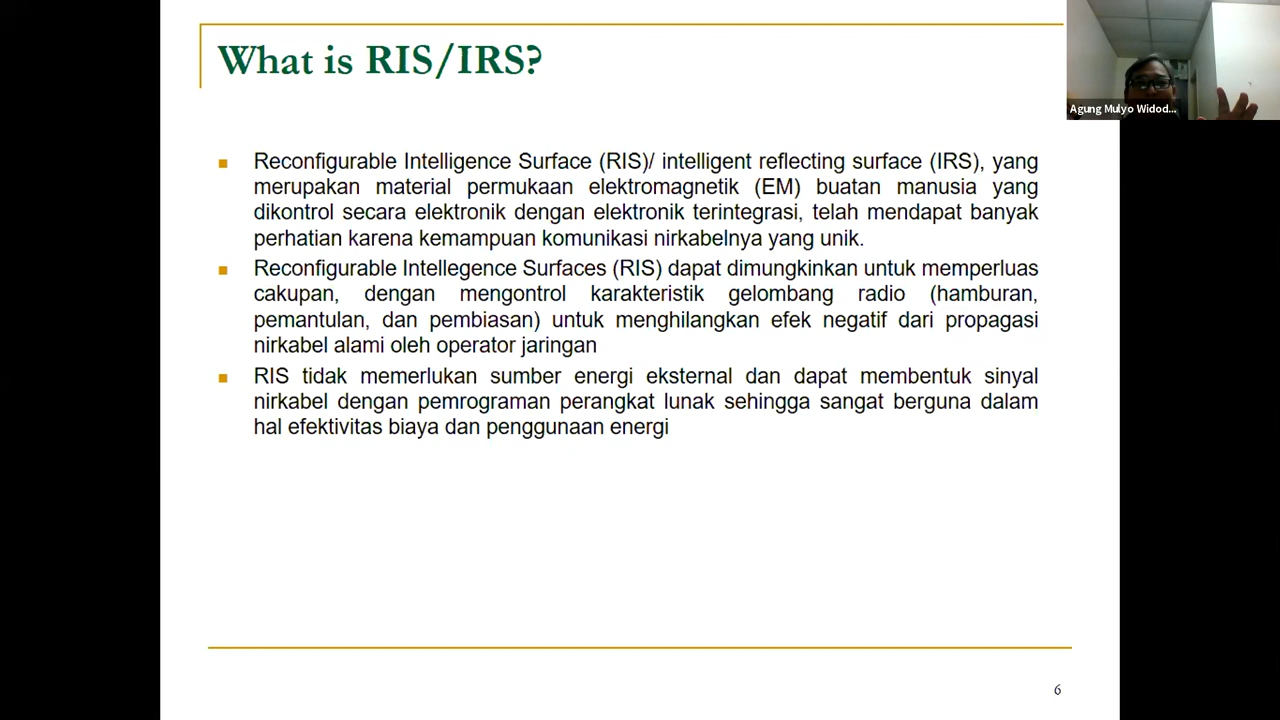 What is RIS/IRS?
Agung Mulyo Widod...
Reconfigurable Intelligence Surface (RIS)/ intelligent reflecting surface (IRS), yang
merupakan material permukaan elektromagnetik (EM) buatan manusia yang
dikontrol secara elektronik dengan elektronik terintegrasi, telah mendapat banyak
perhatian karena kemampuan komunikasi nirkabelnya yang unik.
Reconfigurable Intellegence Surfaces (RIS) dapat dimungkinkan untuk memperluas
cakupan, dengan mengontrol karakteristik gelombang radio (hamburan,
pemantulan, dan pembiasan) untuk menghilangkan efek negatif dari propagasi
nirkabel alami oleh operator jaringan
RIS tidak memerlukan sumber energi eksternal dan dapat membentuk sinyal
nirkabel dengan pemrograman perangkat lunak sehingga sangat berguna dalam
hal efektivitas biaya dan penggunaan energi
6